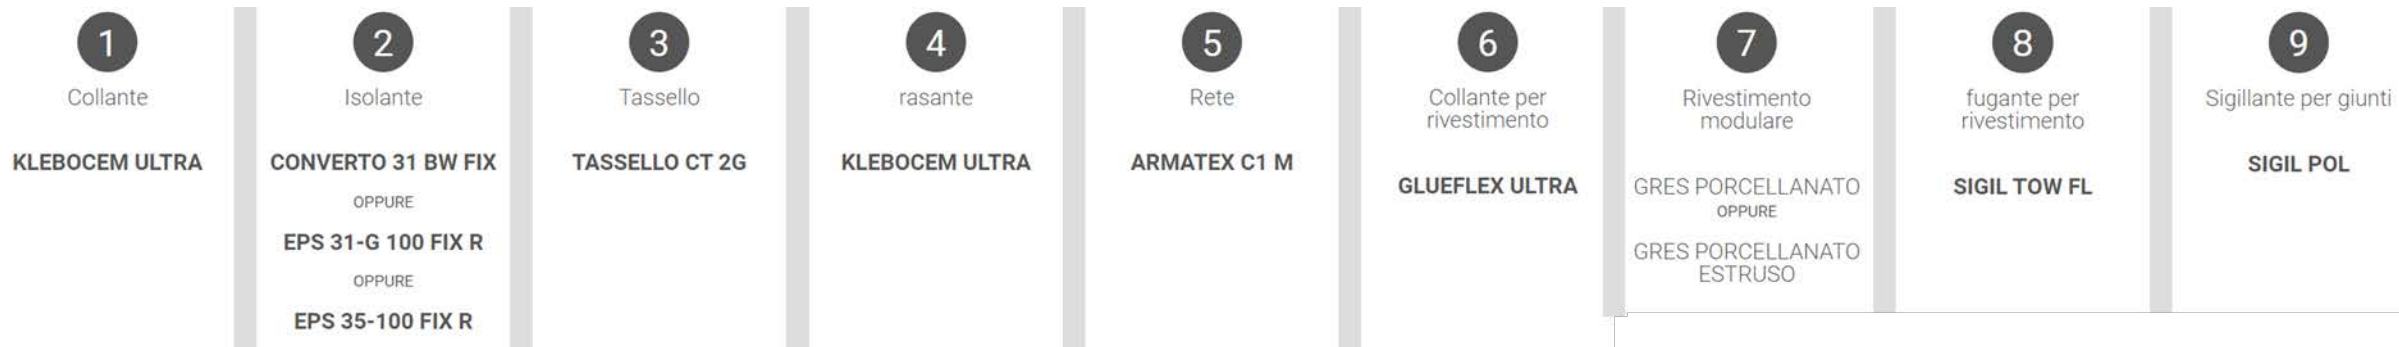 1
Collante
KLEBOCEM ULTRA
2
Isolante
CONVERTO 31 BW FIX
OPPURE
EPS 31-G 100 FIX R
OPPURE
EPS 35-100 FIX R
3
Tassello
TASSELLO CT 2G
4
rasante
KLEBOCEM ULTRA
5
Rete
ARMATEX C1 M
6
Collante per
rivestimento
GLUEFLEX ULTRA
7
Rivestimento
modulare
GRES PORCELLANATO
OPPURE
GRES PORCELLANATO
ESTRUSO
8
fugante per
rivestimento
SIGIL TOW FL
9
Sigillante per giunti
SIGIL POL